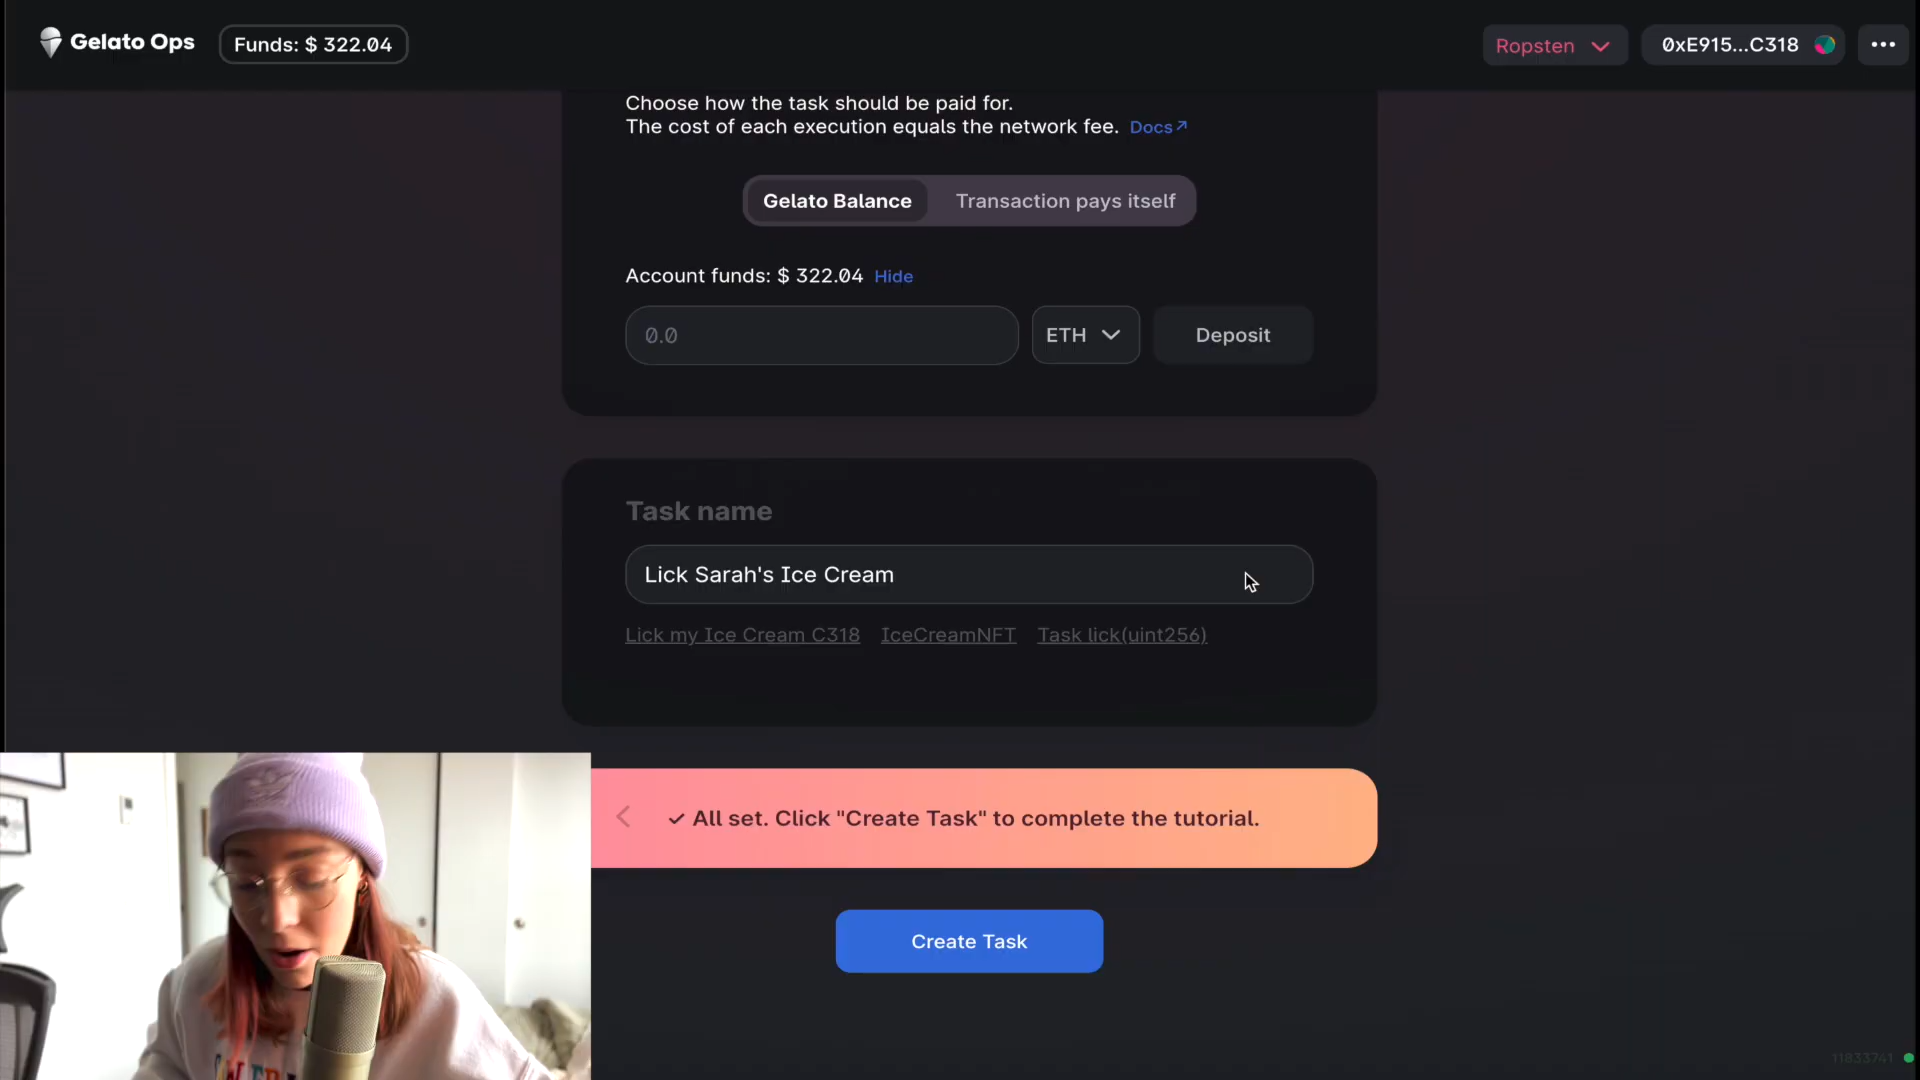 Gelato Ops
Funds: $ 322.04
Ropsten
0xE915...C318
Choose how the task should be paid for.
The cost of each execution equals the network fee. Docs↗
Gelato Balance
Transaction pays itself
Account funds: $ 322.04 Hide
0.0
ETH
Deposit
Task name
Lick Sarah's Ice Cream
Lick my Ice Cream C318 IceCreamNFT Task lick(uint256)
✓ All set. Click "Create Task" to complete the tutorial.
Create Task
11833741